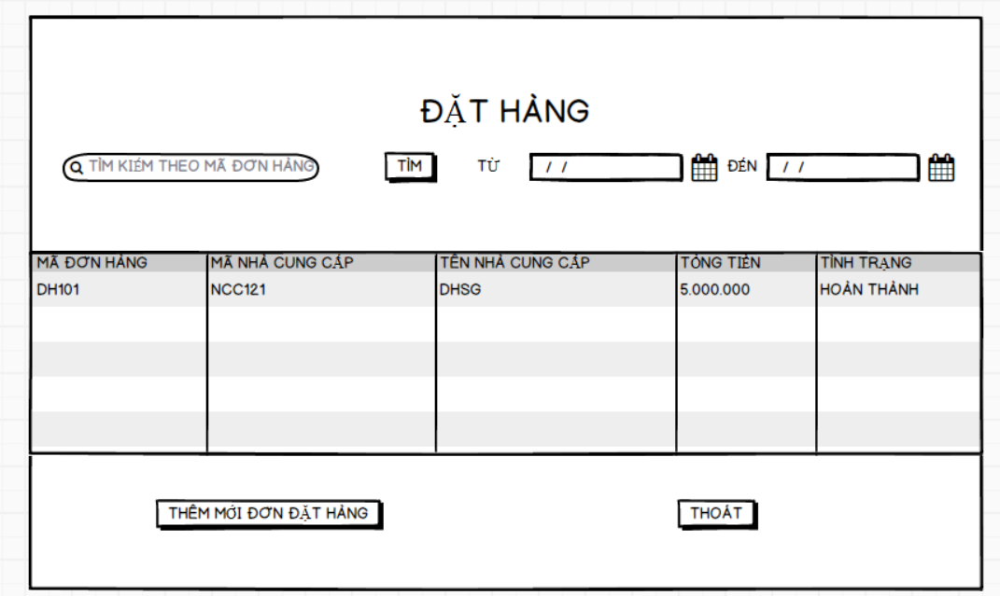 ĐẶT HÀNG
TÌM KIẾM THEO MÃ ĐƠN HÀNG TÌM TỪ / / ĐẾN / /
MÃ ĐƠN HÀNG MÃ NHÀ CUNG CẤP TÊN NHÀ CUNG CẤP TỔNG TIỀN TÌNH TRẠNG
DH101 NCC121 DHSG 5.000.000 HOÀN THÀNH
THÊM MỚI ĐƠN ĐẶT HÀNG THOÁT